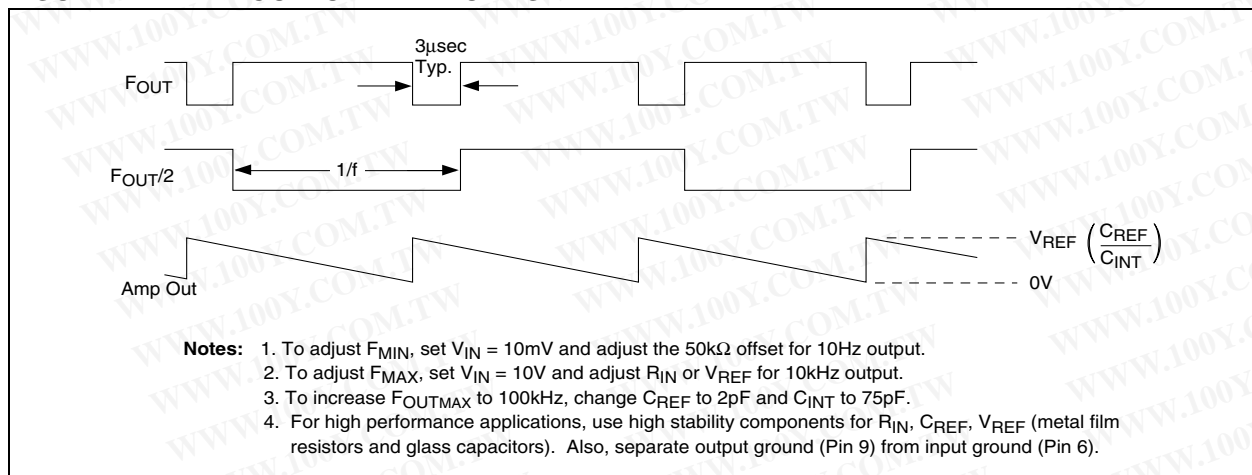 3µsec
Typ.
FOUT
1/f
FOUT/2
VREF (CREF/CINT)
Amp Out
0V
Notes: 1. To adjust FMIN, set VIN = 10mV and adjust the 50kΩ offset for 10Hz output.
2. To adjust FMAX, set VIN = 10V and adjust RIN or VREF for 10kHz output.
3. To increase FOUTMAX to 100kHz, change CREF to 2pF and CINT to 75pF.
4. For high performance applications, use high stability components for RIN, CREF, VREF (metal film
resistors and glass capacitors). Also, separate output ground (Pin 9) from input ground (Pin 6).
WWW.100Y.COM.TW